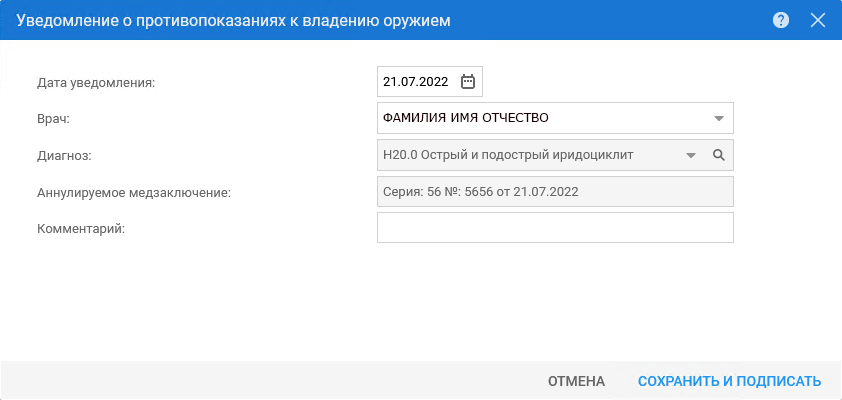 Уведомление о противопоказаниях к владению оружием
Дата уведомления: 21.07.2022
Врач: ФАМИЛИЯ ИМЯ ОТЧЕСТВО
Диагноз: H20.0 Острый и подострый иридоциклит
Аннулируемое медзаключение: Серия: 56 №: 5656 от 21.07.2022
Комментарий:
ОТМЕНА СОХРАНИТЬ И ПОДПИСАТЬ